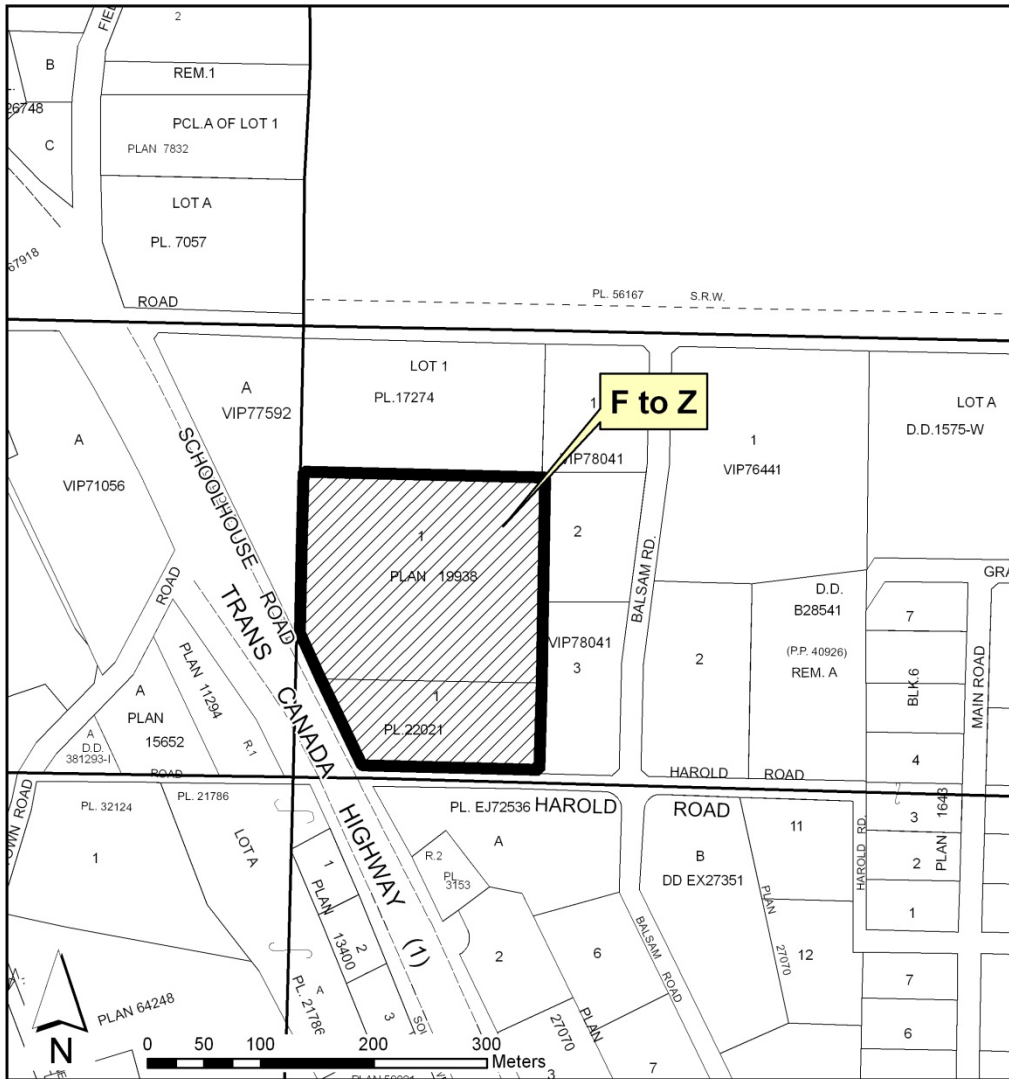 2
FIEL
B
REM.1
26748
PCL.A OF LOT 1
C
PLAN 7832
LOT A
PL. 7057
67918
ROAD
PL. 56167 S.R.W.
LOT 1
A
PL.17274
VIP77592
1
F to Z
LOT A
D.D.1575-W
A
1
VIP78041
VIP76441
VIP71056
SCHOOLHOUSE ROAD
1
2
PLAN 19938
BALSAM RD.
ROAD
TRANS CANADA HIGHWAY (1)
GRA
D.D.
B28541
7
VIP78041
(P.P. 40926)
3
2
REM. A
BLK.6
MAIN ROAD
PLAN 11294
A
PLAN
15652
1
PL.22021
A
D.D.
381293-I
R.1
4
ROAD
HAROLD ROAD
OWN ROAD
PL. 32124
PL. 21786
PL. EJ72536
HAROLD ROAD
1
LOT A
A
11
HAROLD RD.
3
PLAN 1643
R.2
PL.
3153
B
DD EX27351
2
1
PLAN
13400
2
3
PLAN
27070
1
2
6
BALSAM ROAD
12
7
PL. 21786
A
PLAN 64248
SO
PLAN
27070
6
N
0 50 100 200 300
Meters
3
7